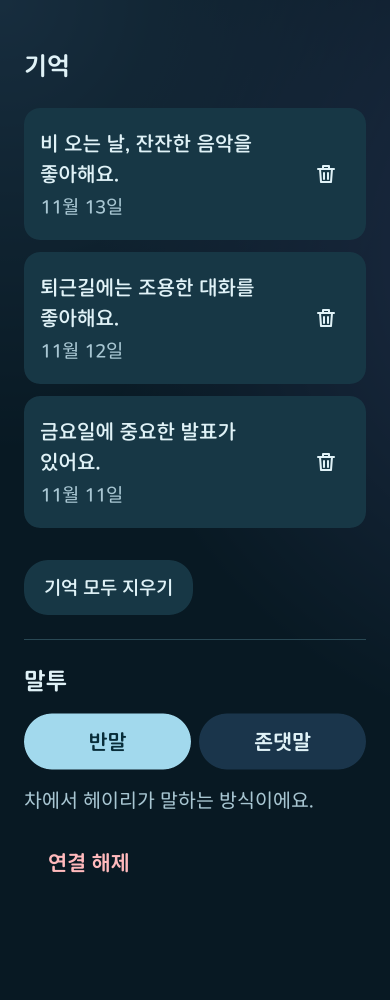 기억
비 오는 날, 잔잔한 음악을
좋아해요.
11월 13일
퇴근길에는 조용한 대화를
좋아해요.
11월 12일
금요일에 중요한 발표가
있어요.
11월 11일
기억 모두 지우기
말투
반말
존댓말
차에서 헤이리가 말하는 방식이에요.
연결 해제